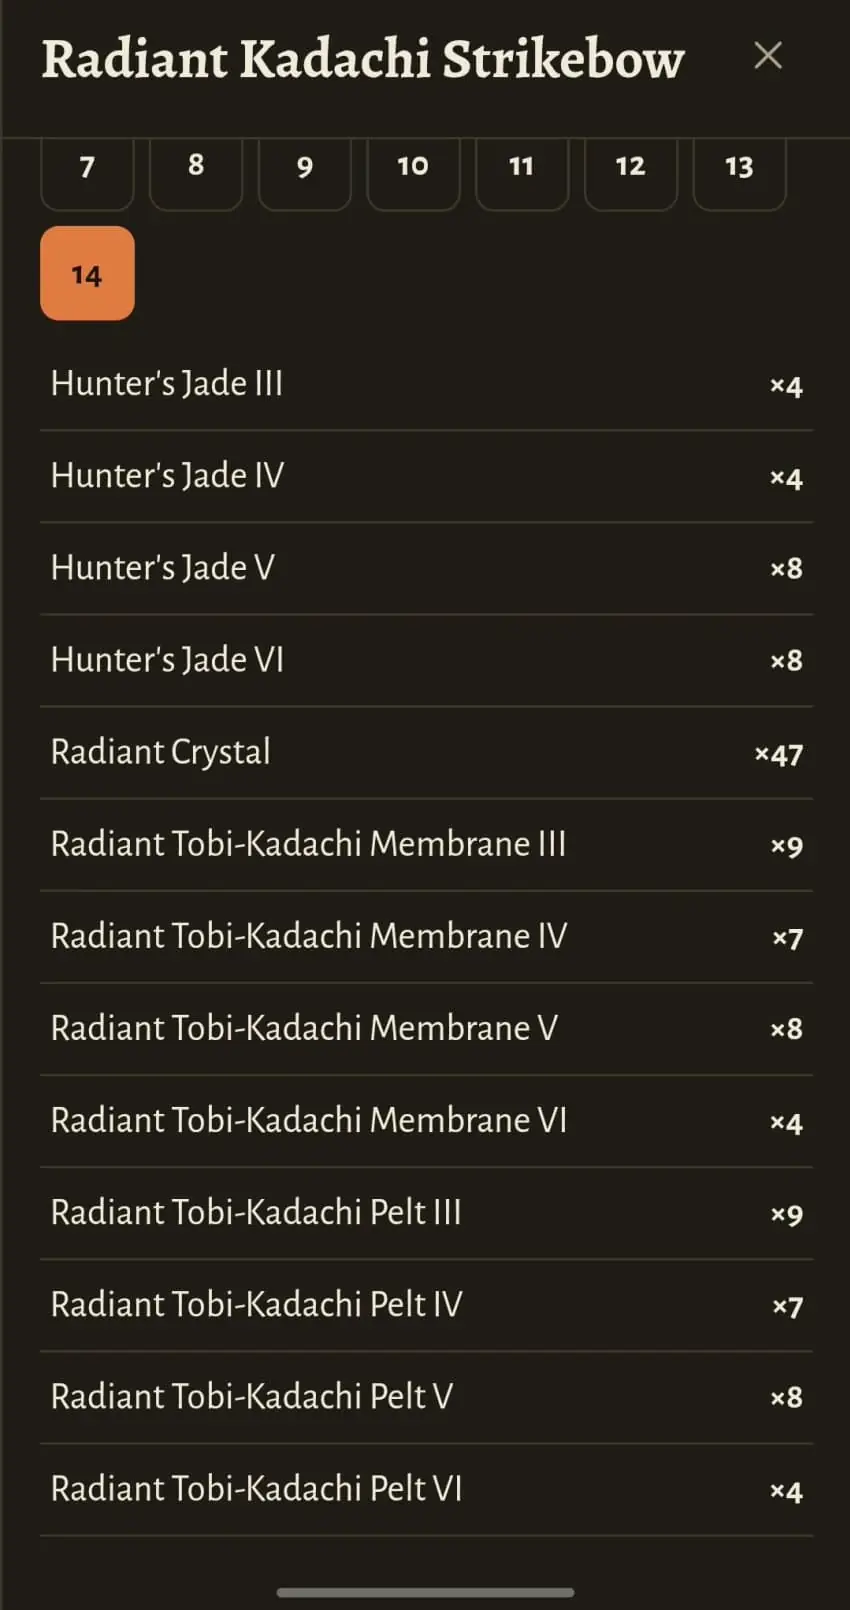 Radiant Kadachi Strikebow ×
7 8 9 10 11 12 13
14
Hunter's Jade III ×4
Hunter's Jade IV ×4
Hunter's Jade V ×8
Hunter's Jade VI ×8
Radiant Crystal ×47
Radiant Tobi-Kadachi Membrane III ×9
Radiant Tobi-Kadachi Membrane IV ×7
Radiant Tobi-Kadachi Membrane V ×8
Radiant Tobi-Kadachi Membrane VI ×4
Radiant Tobi-Kadachi Pelt III ×9
Radiant Tobi-Kadachi Pelt IV ×7
Radiant Tobi-Kadachi Pelt V ×8
Radiant Tobi-Kadachi Pelt VI ×4